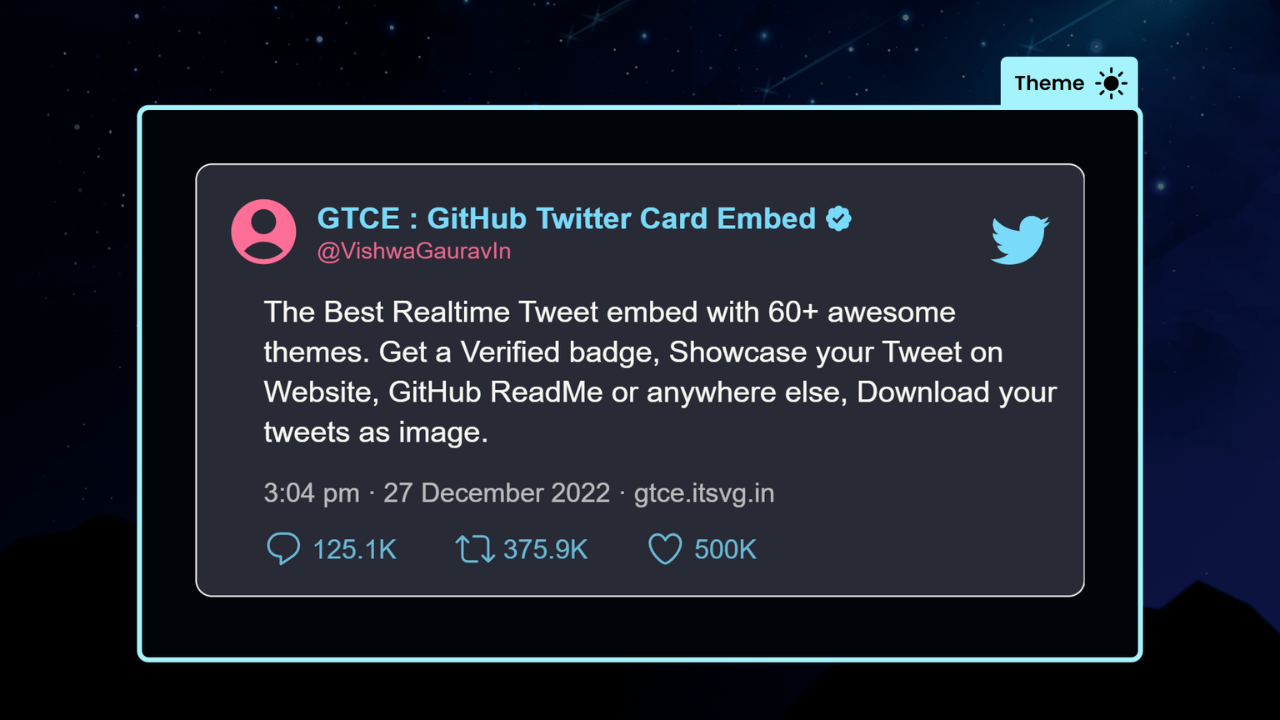 Theme
GTCE : GitHub Twitter Card Embed
@VishwaGauravIn
The Best Realtime Tweet embed with 60+ awesome
themes. Get a Verified badge, Showcase your Tweet on
Website, GitHub ReadMe or anywhere else, Download your
tweets as image.
3:04 pm · 27 December 2022 · gtce.itsvg.in
125.1K 375.9K 500K